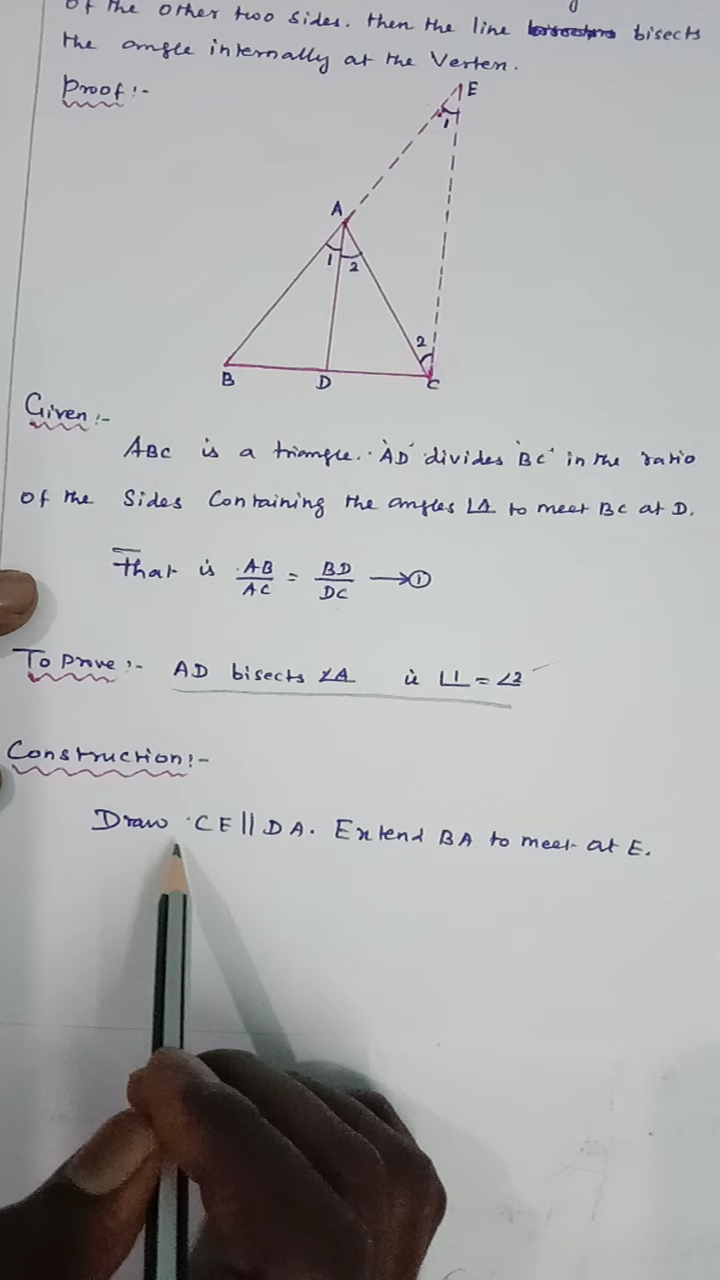 of the other two sides. then the line bisects
the angle internally at the Vertex.
Proof :-
E
1
A
1 2
2
B D C
Given :-
ABC is a triangle. AD divides BC in the ratio
of the Sides Containing the angles ∠A to meet BC at D.
That is AB/AC = BD/DC → ①
To Prove :- AD bisects ∠A ii ∠1 = ∠2
Construction :-
Draw CE || DA. Extend BA to meet at E.